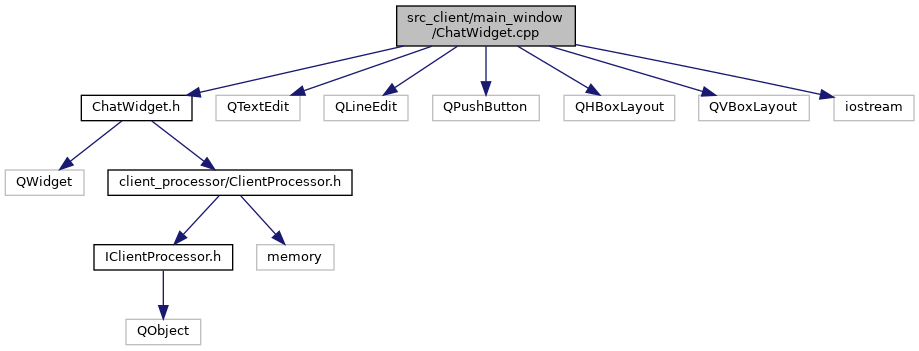 src_client/main_window
/ChatWidget.cpp
ChatWidget.h
QTextEdit
QLineEdit
QPushButton
QHBoxLayout
QVBoxLayout
iostream
QWidget
client_processor/ClientProcessor.h
IClientProcessor.h
memory
QObject